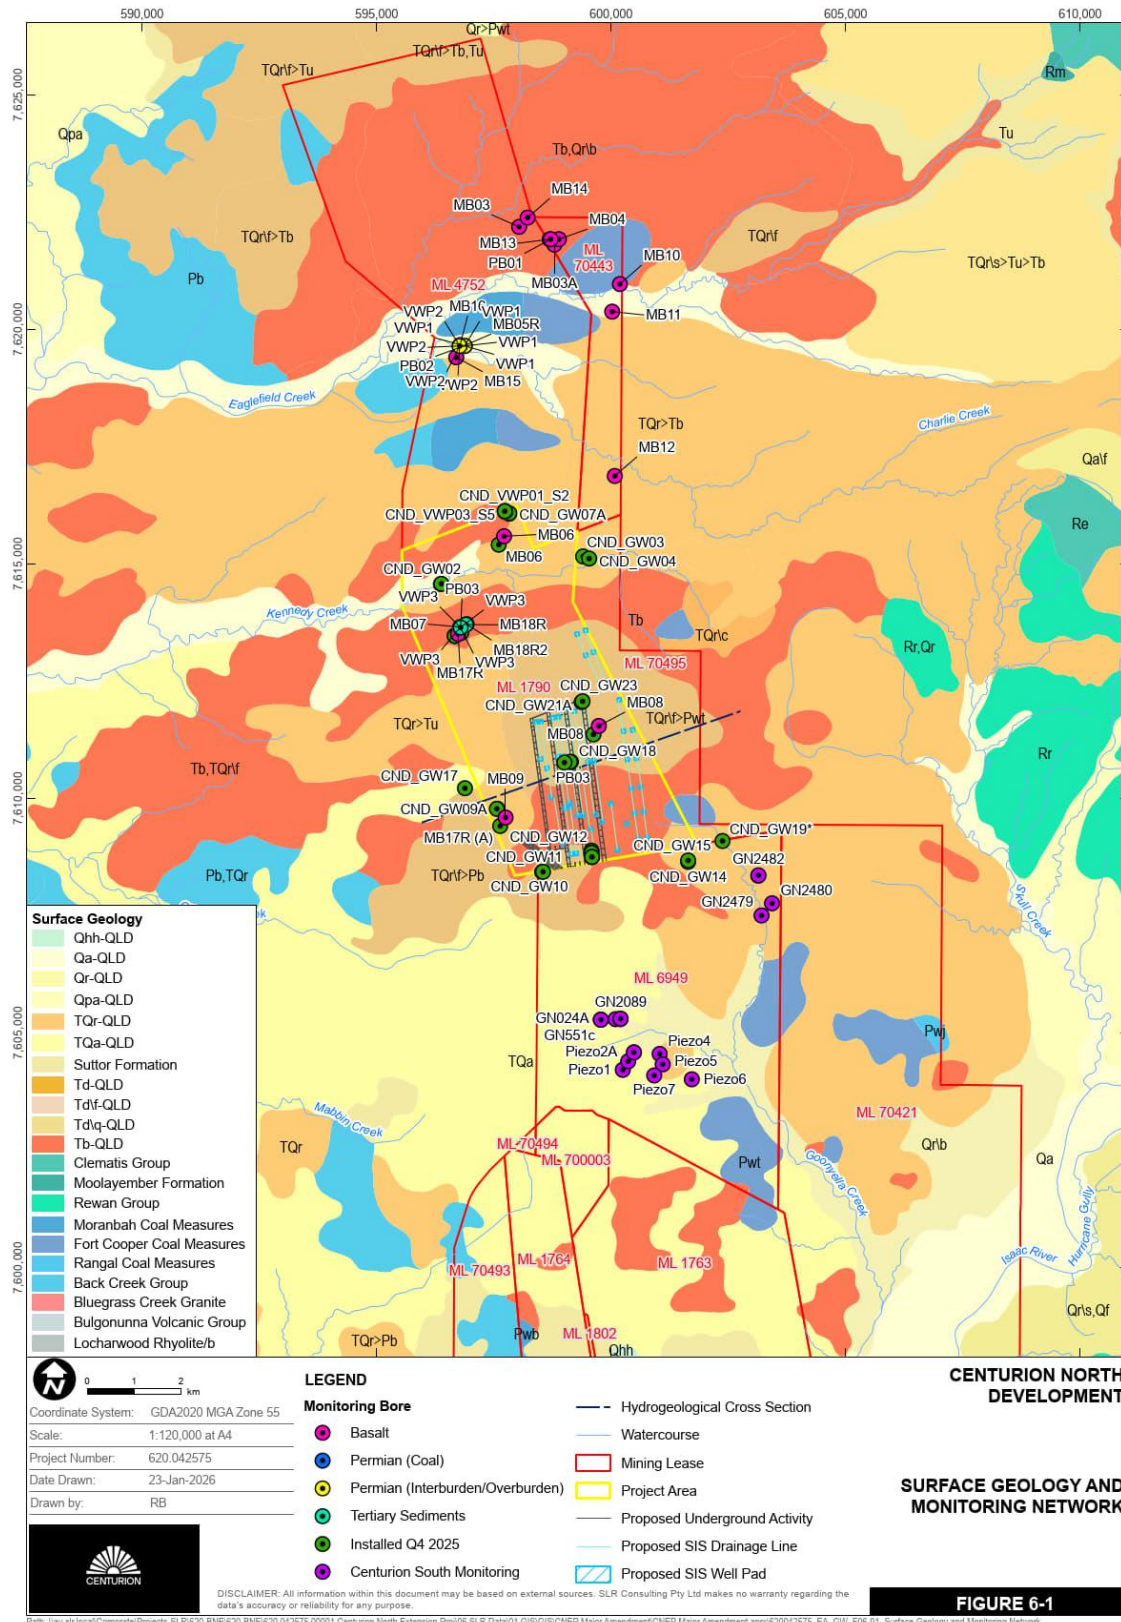 590,000
595,000
600,000
605,000
610,000
7,625,000
7,620,000
7,615,000
7,610,000
7,605,000
7,600,000
Qr>Pwt
TQr\f>Tb,Tu
TQr\f>Tu
Rm
Qpa
Tu
Tb,Qr\b
MB14
MB03
MB04
MB13
TQr\f>Tb
TQr\f
PB01
ML 70443
MB10
TQr\s>Tu>Tb
Pb
MB03A
ML 4752
VWP2
MB16
VWP1
MB11
VWP1
MB05R
VWP2
VWP1
PB02
VWP1
VWP2
VWP2
MB15
Eaglefield Creek
Charlie Creek
TQr>Tb
MB12
Qa\f
CND_VWP01_S2
CND_VWP03_S5
CND_GW07A
Re
MB06
CND_GW03
MB06
CND_GW04
CND_GW02
PB03
VWP3
VWP3
Kennedy Creek
MB07
MB18R
Tb
TQr\c
Rr,Qr
MB18R2
VWP3
VWP3
MB17R
ML 70495
ML 1790
CND_GW23
CND_GW21A
MB08
TQr>Tu
TQr\f>Pwt
MB08
CND_GW18
Rr
Tb,TQr\f
PB03
MB09
CND_GW17
CND_GW09A
MB17R (A)
CND_GW12
CND_GW19*
CND_GW15
CND_GW11
GN2482
Pb,TQr
TQr\f>Pb
CND_GW14
CND_GW10
GN2480
GN2479
Skull Creek
ML 6949
GN2089
GN024A
GN551c
Pwj
Piezo2A
Piezo4
TQa
Piezo5
Piezo1
Piezo6
Piezo7
Mabbin Creek
ML 70421
TQr
ML 70494
Qr\b
ML 700003
Pwt
Qa
Goonyella Creek
Hurricane Gully
Isaac River
ML 1764
ML 1763
ML 70493
Qr\s,Qf
TQr>Pb
Pwb
ML 1802
Qhh
Surface Geology
Qhh-QLD
Qa-QLD
Qr-QLD
Qpa-QLD
TQr-QLD
TQa-QLD
Suttor Formation
Td-QLD
Td\f-QLD
Td\q-QLD
Tb-QLD
Clematis Group
Moolayember Formation
Rewan Group
Moranbah Coal Measures
Fort Cooper Coal Measures
Rangal Coal Measures
Back Creek Group
Bluegrass Creek Granite
Bulgonunna Volcanic Group
Locharwood Rhyolite/b
N
0 1 2
km
Coordinate System: GDA2020 MGA Zone 55
Scale: 1:120,000 at A4
Project Number: 620.042575
Date Drawn: 23-Jan-2026
Drawn by: RB
CENTURION
LEGEND
Monitoring Bore
Basalt
Permian (Coal)
Permian (Interburden/Overburden)
Tertiary Sediments
Installed Q4 2025
Centurion South Monitoring
Hydrogeological Cross Section
Watercourse
Mining Lease
Project Area
Proposed Underground Activity
Proposed SIS Drainage Line
Proposed SIS Well Pad
CENTURION NORTH
DEVELOPMENT
SURFACE GEOLOGY AND
MONITORING NETWORK
DISCLAIMER: All information within this document may be based on external sources. SLR Consulting Pty Ltd makes no warranty regarding the
data's accuracy or reliability for any purpose.
FIGURE 6-1